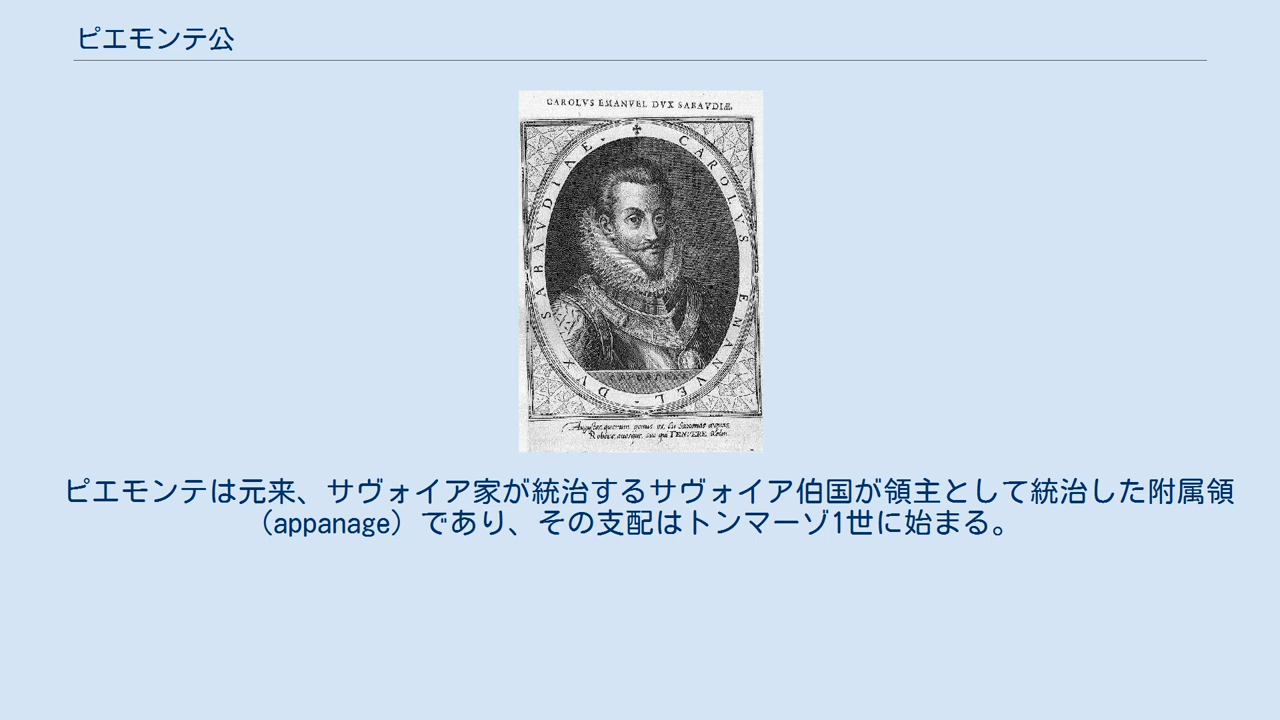 ピエモンテ公
CAROLVS EMANVEL DVX SABAVDIÆ.
CAROLVS EMANVEL DVX SABAVDIAE
ピエモンテは元来、サヴォイア家が統治するサヴォイア伯国が領主として統治した附属領
（appanage）であり、その支配はトンマーゾ1世に始まる。